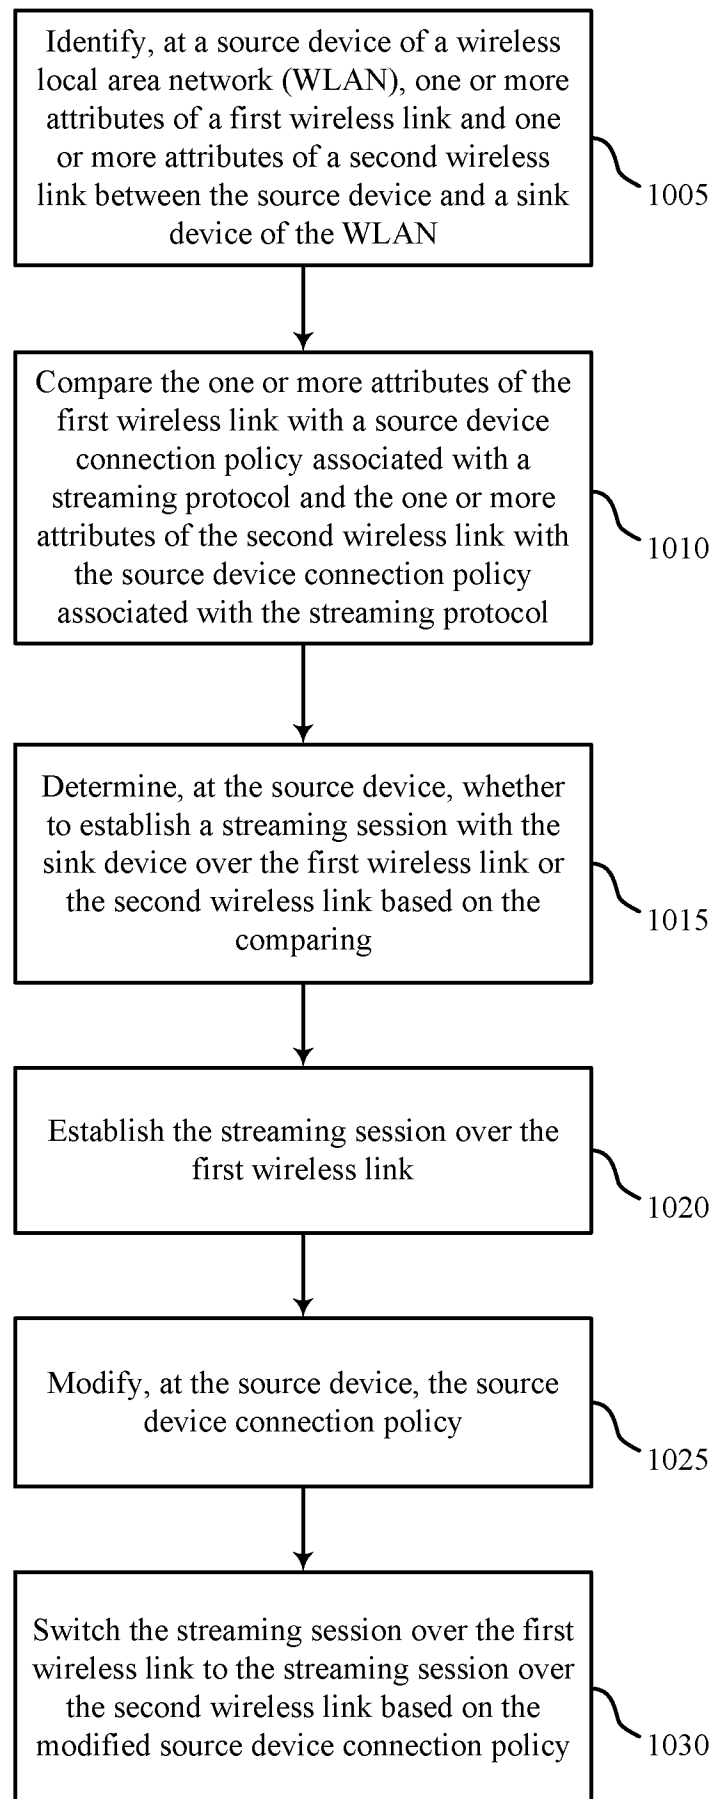 Identify, at a source device of a wireless
local area network (WLAN), one or more
attributes of a first wireless link and one
or more attributes of a second wireless
link between the source device and a sink
device of the WLAN
1005
Compare the one or more attributes of the
first wireless link with a source device
connection policy associated with a
streaming protocol and the one or more
attributes of the second wireless link with
the source device connection policy
associated with the streaming protocol
1010
Determine, at the source device, whether
to establish a streaming session with the
sink device over the first wireless link or
the second wireless link based on the
comparing
1015
Establish the streaming session over the
first wireless link
1020
Modify, at the source device, the source
device connection policy
1025
Switch the streaming session over the first
wireless link to the streaming session over
the second wireless link based on the
modified source device connection policy
1030